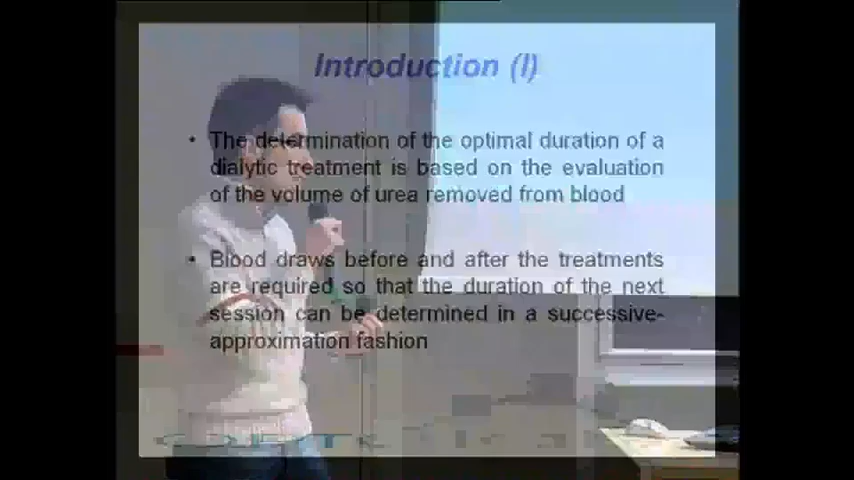 Introduction (I)
• The determination of the optimal duration of a
dialytic treatment is based on the evaluation
of the volume of urea removed from blood
• Blood draws before and after the treatments
are required so that the duration of the next
session can be determined in a successive-
approximation fashion